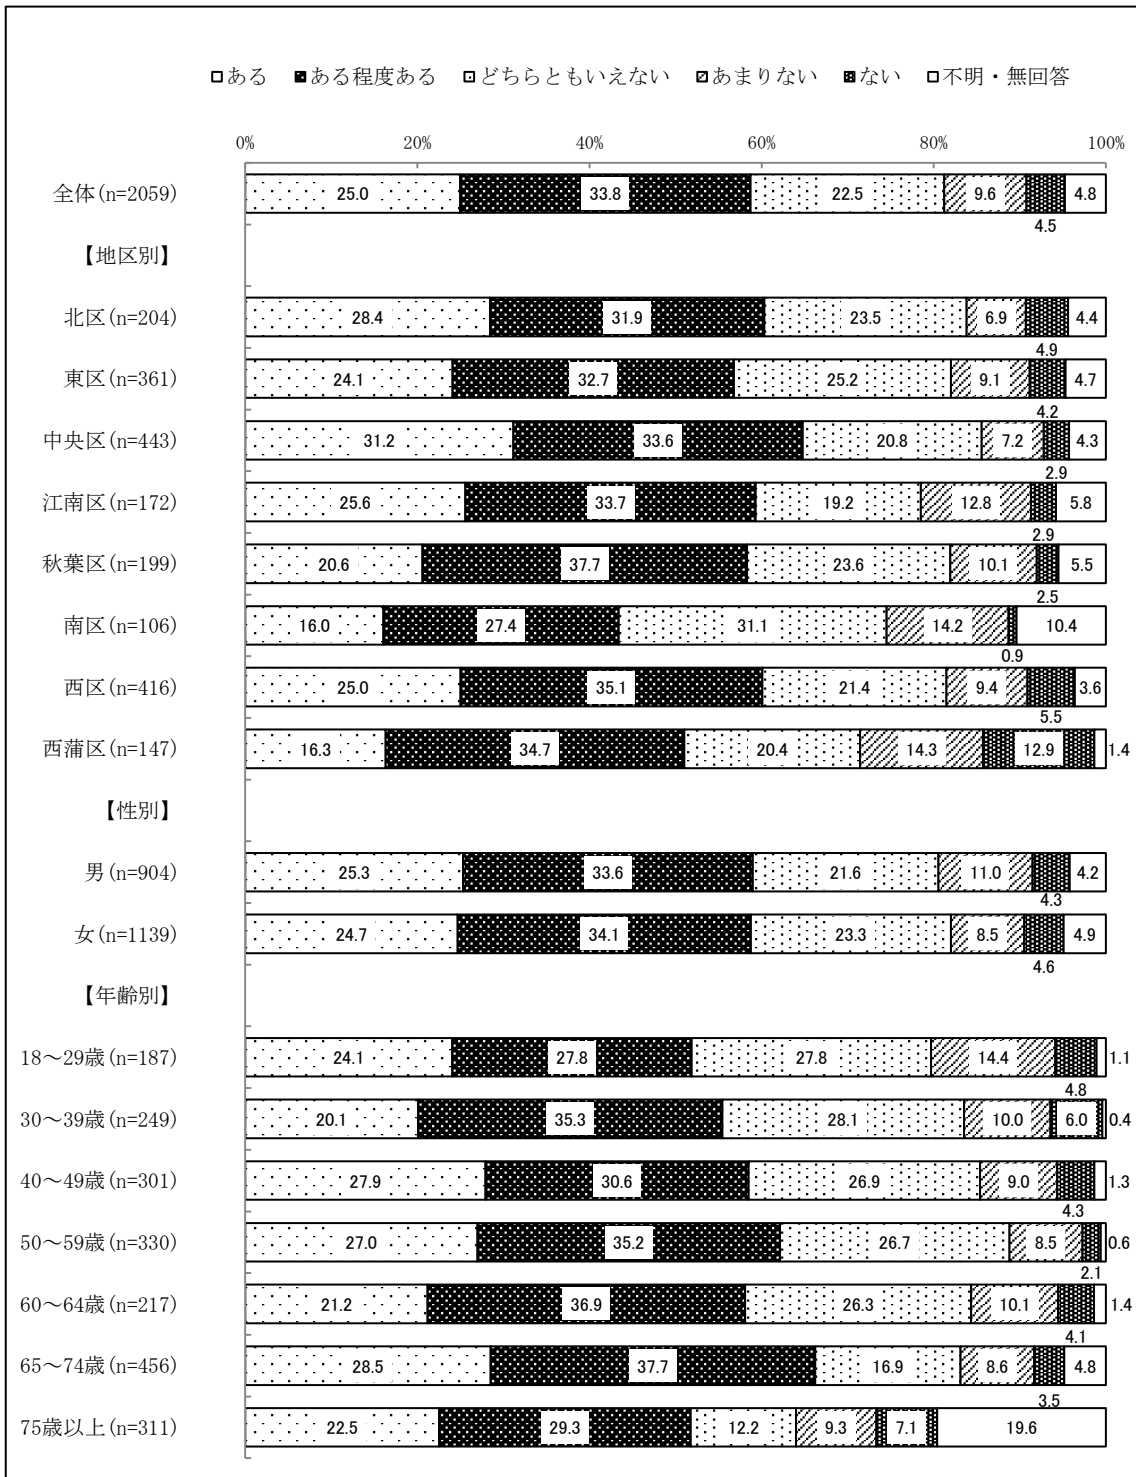 ある ある程度ある どちらともいえない あまりない ない 不明・無回答
0% 20% 40% 60% 80% 100%
全体(n=2059) 25.0 33.8 22.5 9.6 4.8
4.5
【地区別】
北区(n=204) 28.4 31.9 23.5 6.9 4.4
4.9
東区(n=361) 24.1 32.7 25.2 9.1 4.7
4.2
中央区(n=443) 31.2 33.6 20.8 7.2 4.3
2.9
江南区(n=172) 25.6 33.7 19.2 12.8 5.8
2.9
秋葉区(n=199) 20.6 37.7 23.6 10.1 5.5
2.5
南区(n=106) 16.0 27.4 31.1 14.2 10.4
0.9
西区(n=416) 25.0 35.1 21.4 9.4 3.6
5.5
西蒲区(n=147) 16.3 34.7 20.4 14.3 12.9 1.4
【性別】
男(n=904) 25.3 33.6 21.6 11.0 4.2
4.3
女(n=1139) 24.7 34.1 23.3 8.5 4.9
4.6
【年齢別】
18～29歳(n=187) 24.1 27.8 27.8 14.4 1.1
4.8
30～39歳(n=249) 20.1 35.3 28.1 10.0 6.0 0.4
40～49歳(n=301) 27.9 30.6 26.9 9.0 1.3
4.3
50～59歳(n=330) 27.0 35.2 26.7 8.5 0.6
2.1
60～64歳(n=217) 21.2 36.9 26.3 10.1 1.4
4.1
65～74歳(n=456) 28.5 37.7 16.9 8.6 4.8
3.5
75歳以上(n=311) 22.5 29.3 12.2 9.3 7.1 19.6